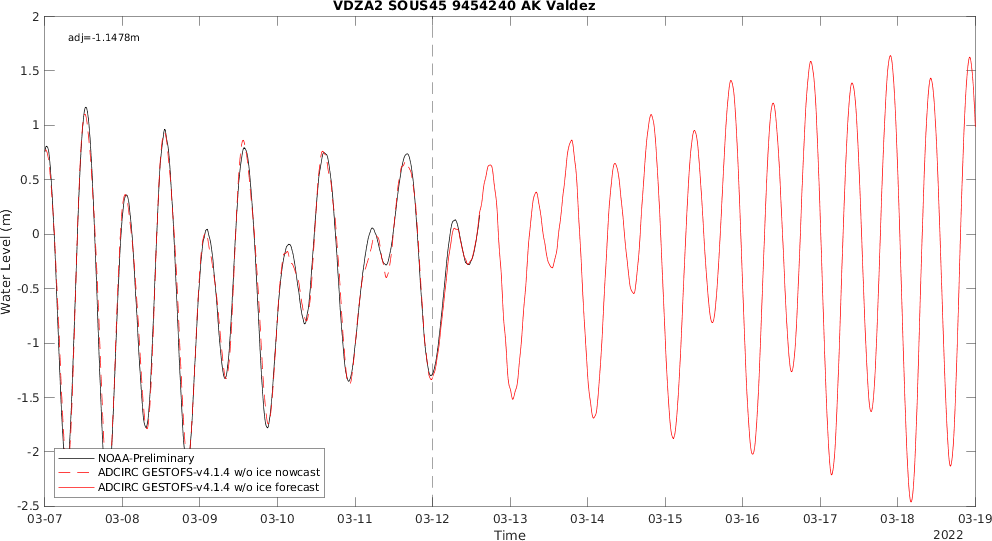 VDZA2 SOUS45 9454240 AK Valdez
adj=-1.1478m
Water Level (m)
2
1.5
1
0.5
0
-0.5
-1
-1.5
-2
-2.5
NOAA-Preliminary
ADCIRC GESTOFS-v4.1.4 w/o ice nowcast
ADCIRC GESTOFS-v4.1.4 w/o ice forecast
03-07 03-08 03-09 03-10 03-11 03-12 03-13 03-14 03-15 03-16 03-17 03-18 03-19
Time
2022